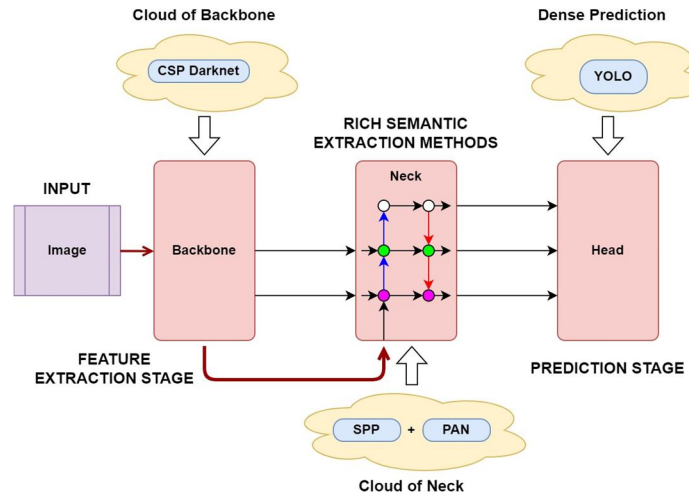 Cloud of Backbone
Dense Prediction
CSP Darknet
YOLO
RICH SEMANTIC
EXTRACTION METHODS
INPUT
Neck
Image
Backbone
Head
FEATURE
EXTRACTION STAGE
PREDICTION STAGE
SPP + PAN
Cloud of Neck